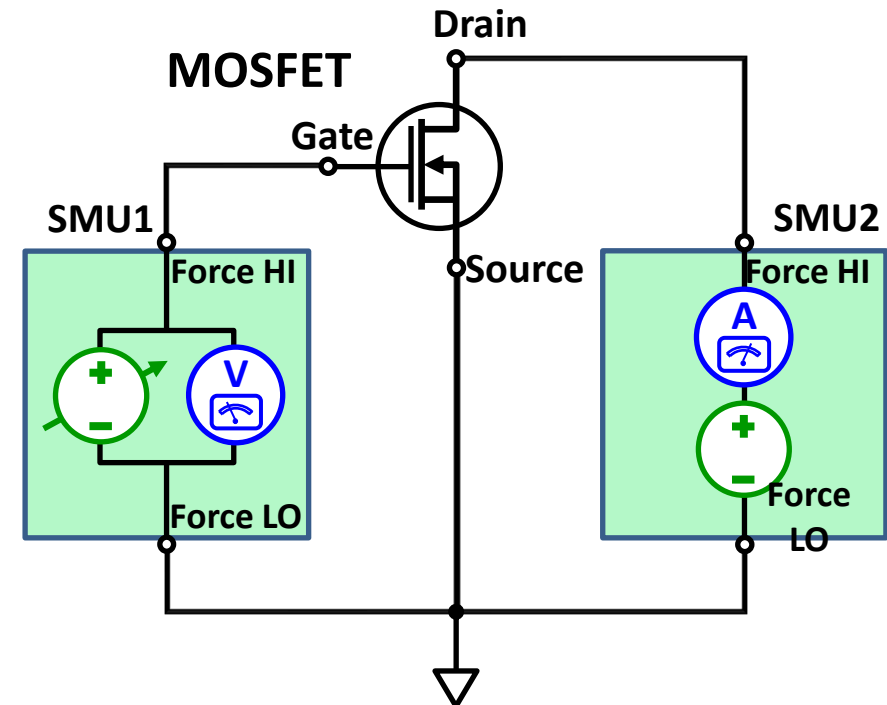 Drain
MOSFET
Gate
SMU1
SMU2
Force HI
Source
Force HI
A
+
V
+
−
−
Force
LO
Force LO